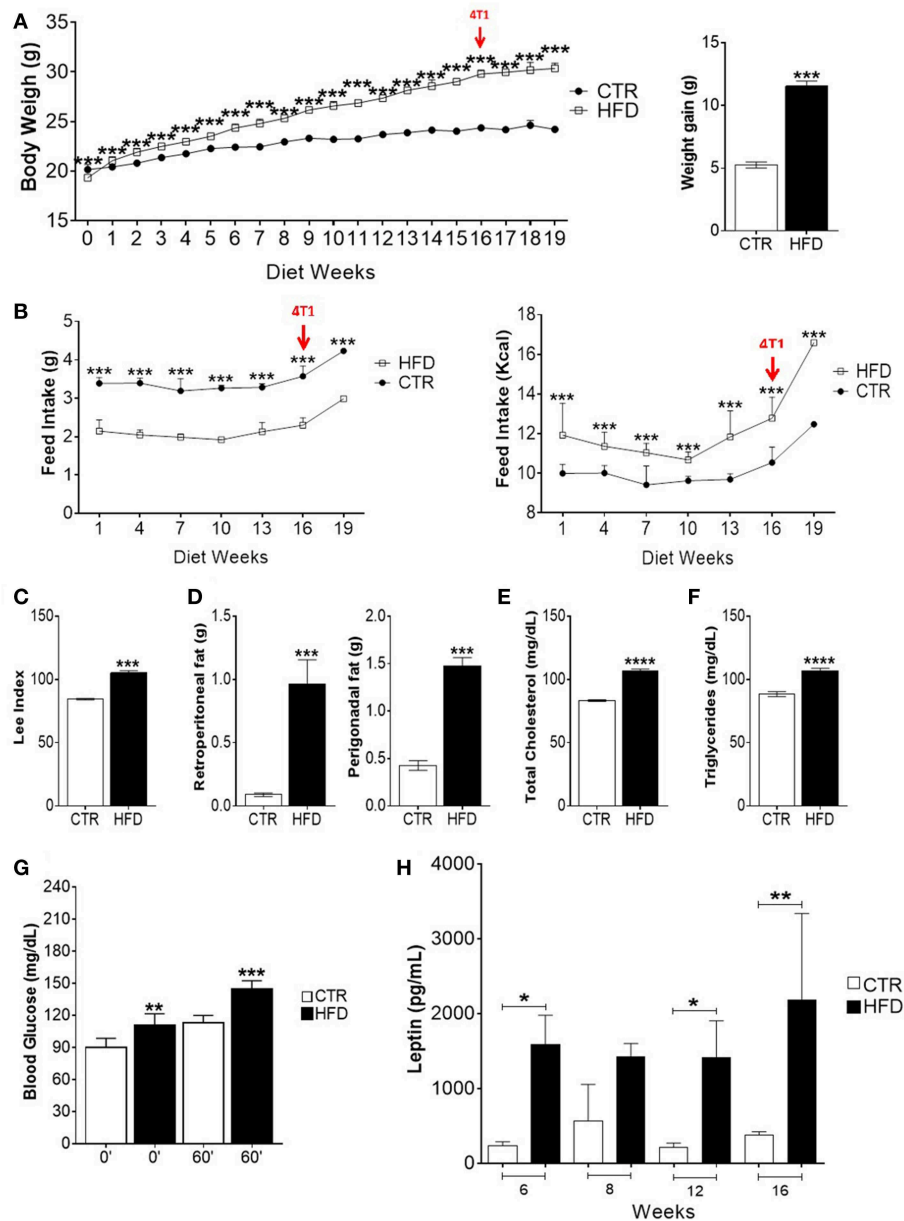 A
Body Weigh (g)
35
30
25
20
15
4T1
*** *** *** *** *** *** *** *** *** *** *** *** *** *** *** *** *** *** *** ***
CTR
HFD
0 1 2 3 4 5 6 7 8 9 10 11 12 13 14 15 16 17 18 19
Diet Weeks
Weight gain (g)
15
10
5
0
***
CTR HFD
B
Feed Intake (g)
5
4
3
2
1
0
4T1
*** *** *** *** *** *** ***
HFD
CTR
1 4 7 10 13 16 19
Diet Weeks
Feed Intake (Kcal)
18
16
14
12
10
8
4T1
*** *** *** *** *** *** ***
HFD
CTR
1 4 7 10 13 16 19
Diet Weeks
C
Lee Index
150
100
50
0
***
CTR HFD
D
Retroperitoneal fat (g)
1.5
1.0
0.5
0.0
***
CTR HFD
Perigonadal fat (g)
2.0
1.5
1.0
0.5
0.0
***
CTR HFD
E
Total Cholesterol (mg/dL)
150
100
50
0
****
CTR HFD
F
Triglycerides (mg/dL)
150
100
50
0
****
CTR HFD
G
Blood Glucose (mg/dL)
240
210
180
150
120
90
60
30
0
** ***
CTR
HFD
0' 0' 60' 60'
H
Leptin (pg/mL)
4000
3000
2000
1000
0
* * **
CTR
HFD
6 8 12 16
Weeks